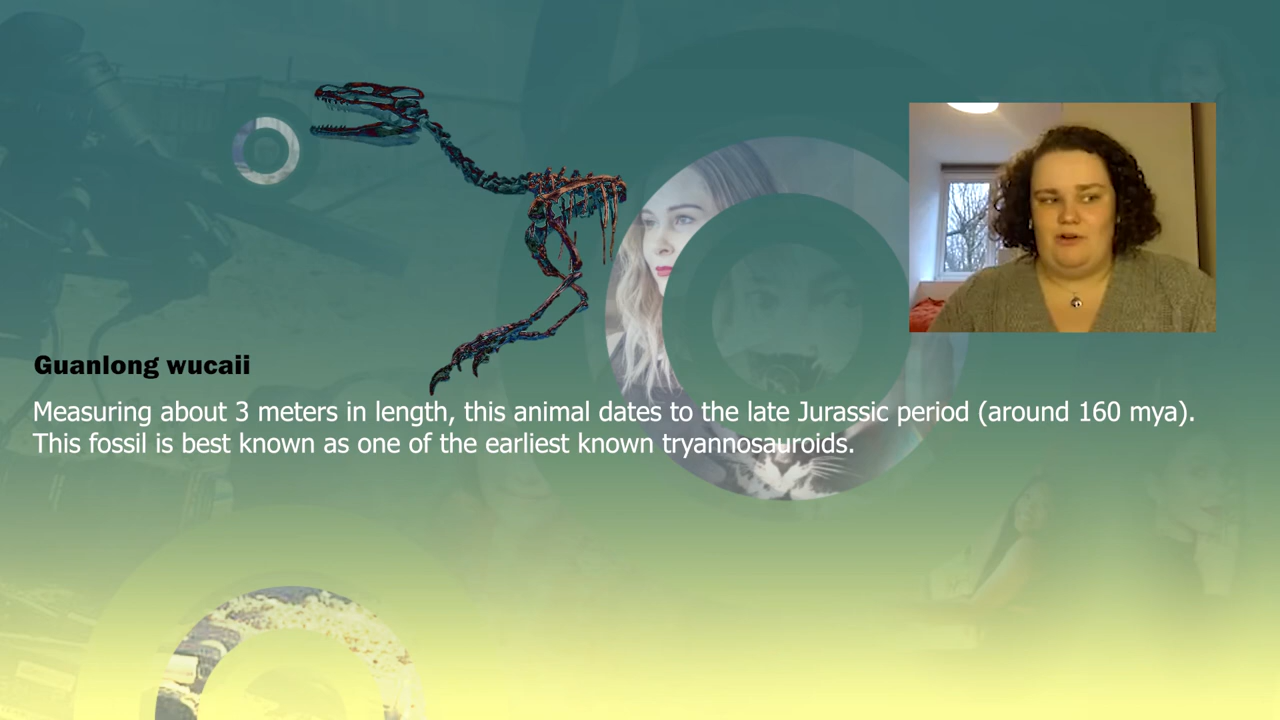 Guanlong wucaii
Measuring about 3 meters in length, this animal dates to the late Jurassic period (around 160 mya).
This fossil is best known as one of the earliest known tryannosauroids.